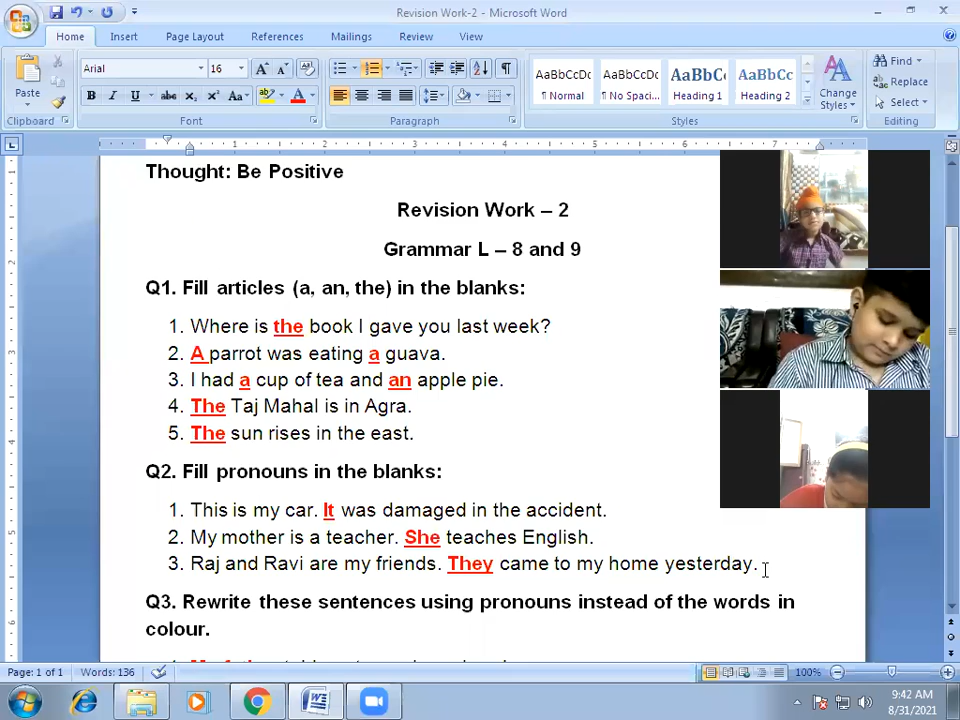 Revision Work-2 - Microsoft Word
Home Insert Page Layout References Mailings Review View
Paste
Clipboard
Arial 16
Font
Paragraph
AaBbCcDc AaBbCcDc AaBbC AaBbCc
¶ Normal ¶ No Spaci... Heading 1 Heading 2
Change Styles
Styles
Find
Replace
Select
Editing
Thought: Be Positive
Revision Work – 2
Grammar L – 8 and 9
Q1. Fill articles (a, an, the) in the blanks:
1. Where is the book I gave you last week?
2. A parrot was eating a guava.
3. I had a cup of tea and an apple pie.
4. The Taj Mahal is in Agra.
5. The sun rises in the east.
Q2. Fill pronouns in the blanks:
1. This is my car. It was damaged in the accident.
2. My mother is a teacher. She teaches English.
3. Raj and Ravi are my friends. They came to my home yesterday.
Q3. Rewrite these sentences using pronouns instead of the words in
colour.
Page: 1 of 1 Words: 136 100%
9:42 AM
8/31/2021